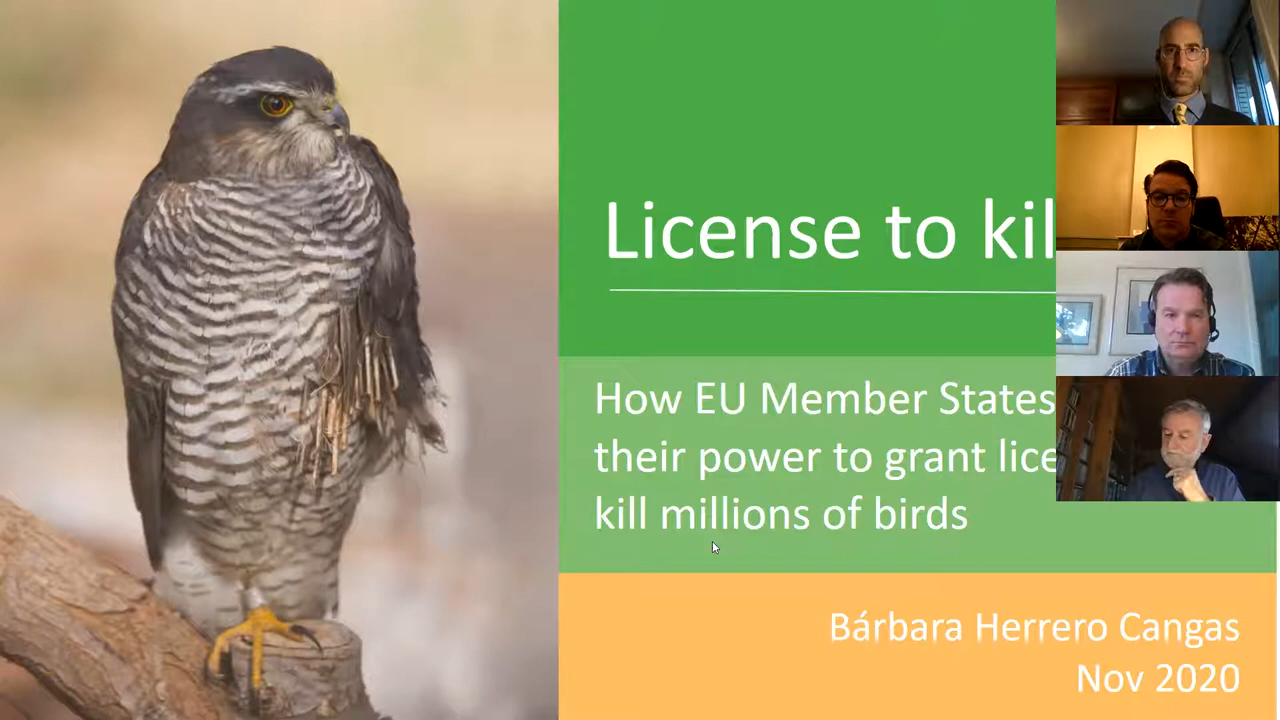 License to kil
How EU Member States
their power to grant lice
kill millions of birds
Bárbara Herrero Cangas
Nov 2020